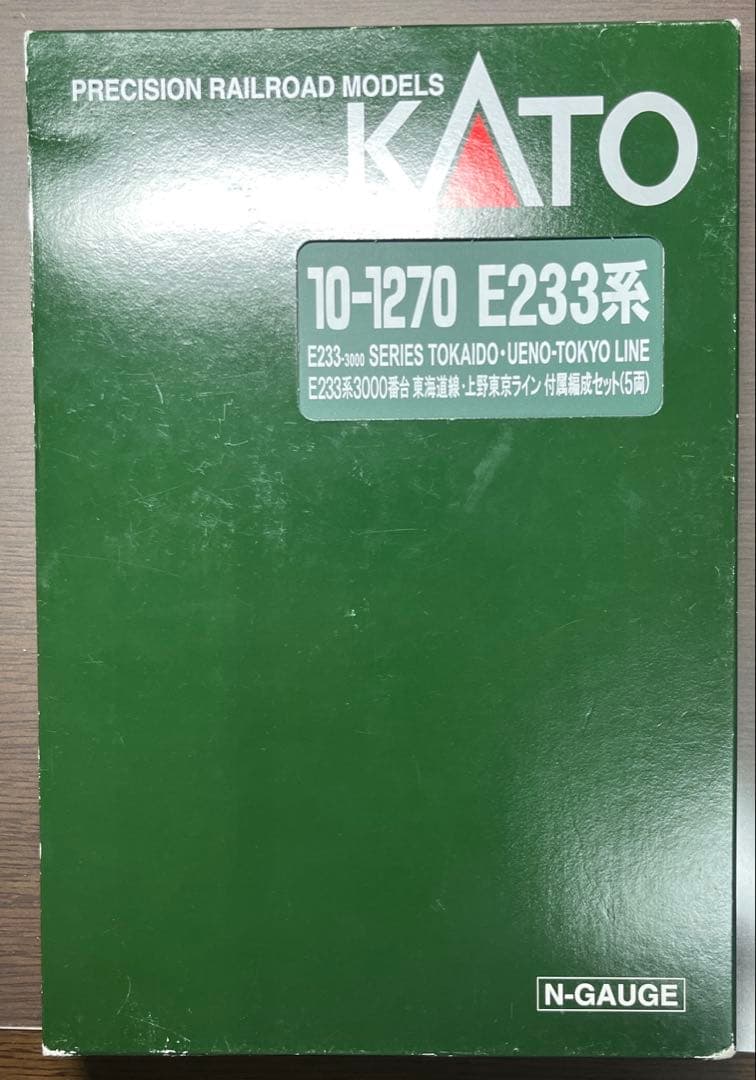 PRECISION RAILROAD MODELS
KATO
10-1270 E233系
E233-3000 SERIES TOKAIDO・UENO-TOKYO LINE
E233系3000番台 東海道線・上野東京ライン 付属編成セット(5両)
N-GAUGE